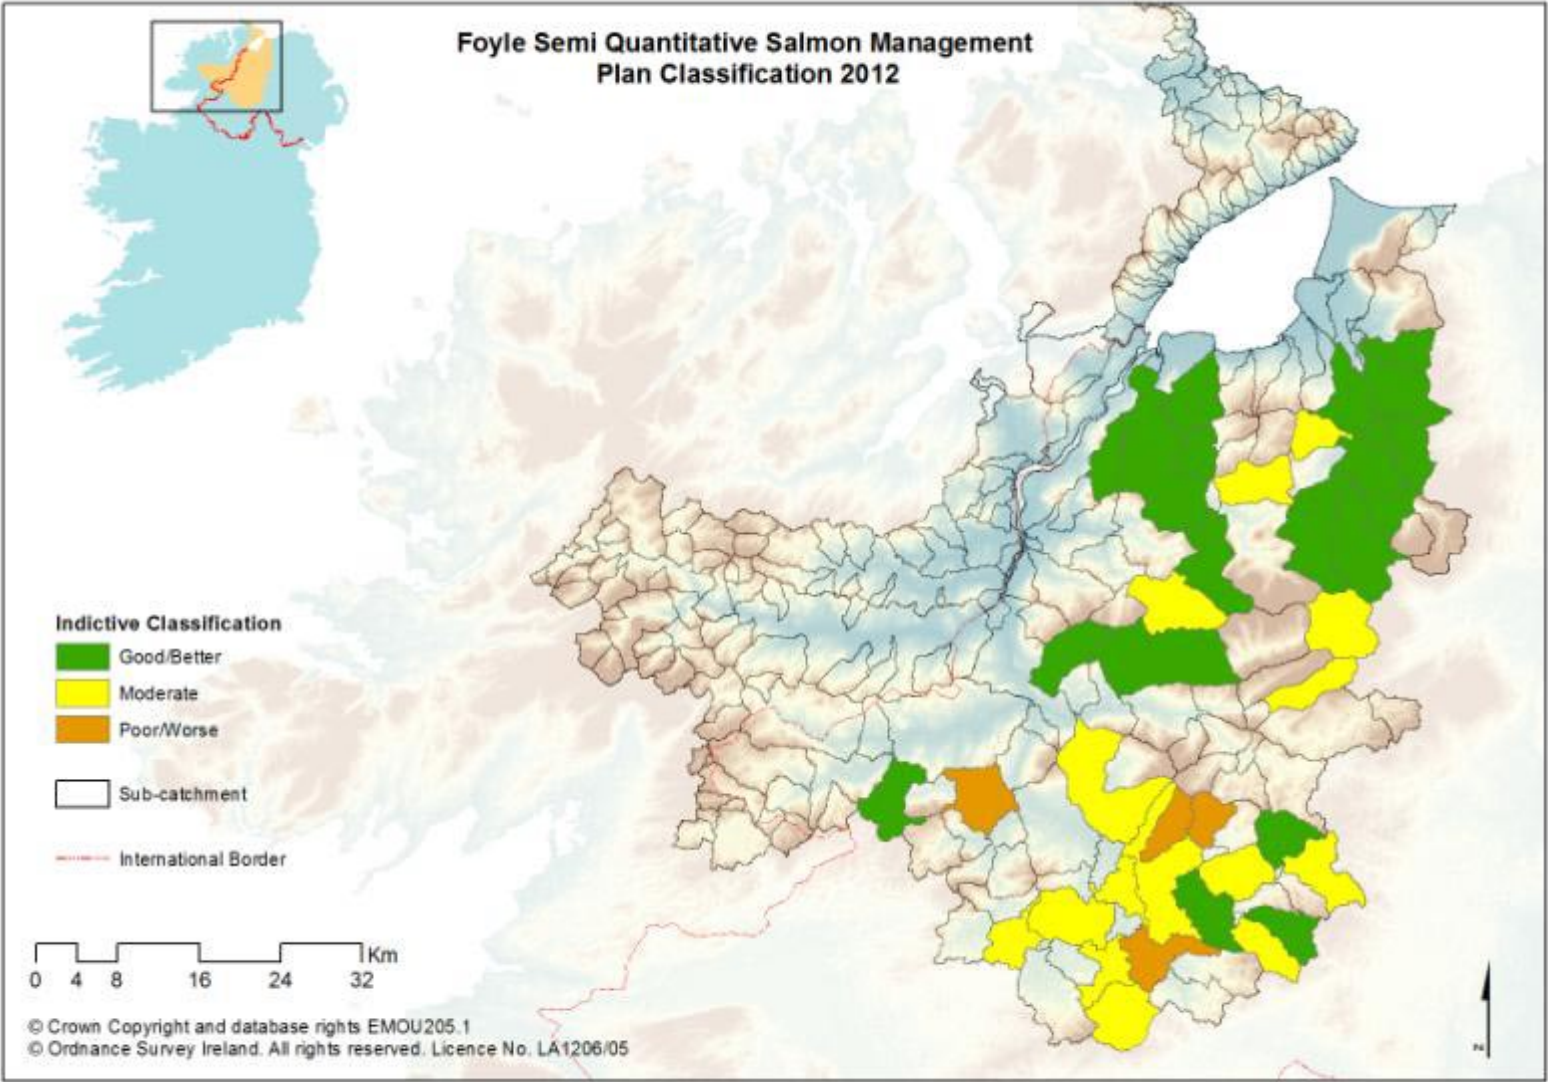 Foyle Semi Quantitative Salmon Management
Plan Classification 2012
Indictive Classification
Good/Better
Moderate
Poor/Worse
Sub-catchment
International Border
Km
0 4 8 16 24 32
© Crown Copyright and database rights EMOU205.1
© Ordnance Survey Ireland. All rights reserved. Licence No. LA1206/05
N